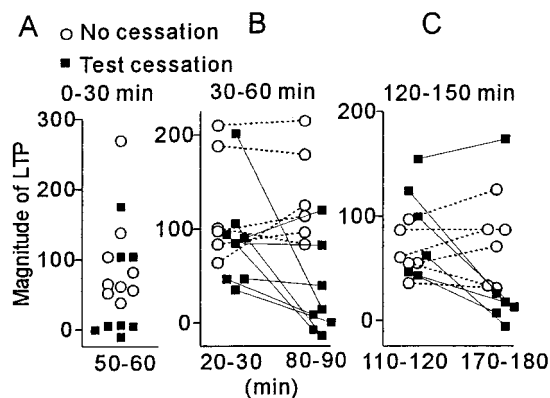 A B C
○ No cessation
■ Test cessation
0-30 min 30-60 min 120-150 min
Magnitude of LTP
300
200
100
0
50-60
200
100
0
20-30 80-90
(min)
200
100
0
110-120 170-180